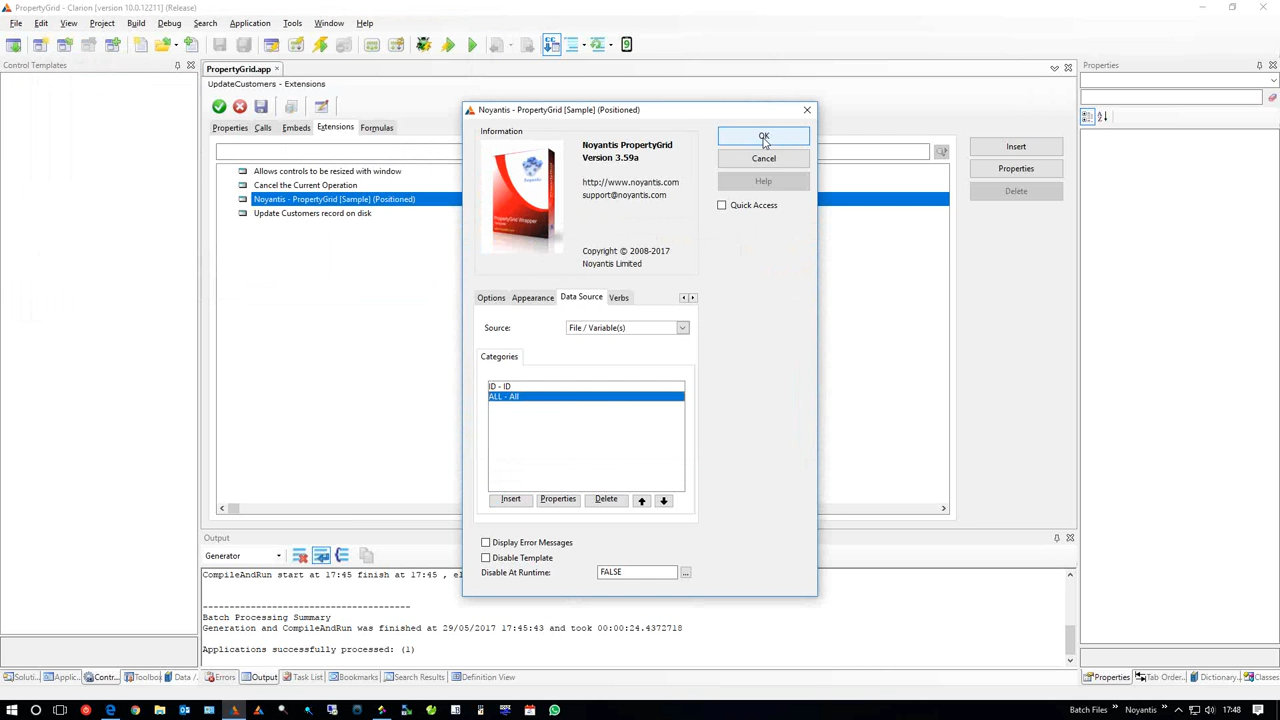 PropertyGrid - Clarion [version 10.0.12211] (Release)
File Edit View Project Build Debug Search Application Tools Window Help
Control Templates
PropertyGrid.app
Properties
UpdateCustomers - Extensions
Properties Calls Embeds Extensions Formulas
Insert
Properties
Delete
Allows controls to be resized with window
Cancel the Current Operation
Noyantis - PropertyGrid [Sample] (Positioned)
Update Customers record on disk
Noyantis - PropertyGrid [Sample] (Positioned)
Information
Noyantis PropertyGrid
Version 3.59a
http://www.noyantis.com
support@noyantis.com
Copyright © 2008-2017
Noyantis Limited
OK
Cancel
Help
Quick Access
Options Appearance Data Source Verbs
Source: File / Variable(s)
Categories
ID - ID
ALL - All
Insert Properties Delete
Display Error Messages
Disable Template
Disable At Runtime: FALSE ...
Output
Generator
CompileAndRun start at 17:45 finish at 17:45 , el
------------------------------------
Batch Processing Summary
Generation and CompileAndRun was finished at 29/05/2017 17:45:43 and took 00:00:24.4372718
Applications successfully processed: (1)
Soluti... Applic... Contr... Toolbox Data / Errors Output Task List Bookmarks Search Results Definition View Properties Tab Order... Dictionary... Classes
Batch Files Noyantis 17:48